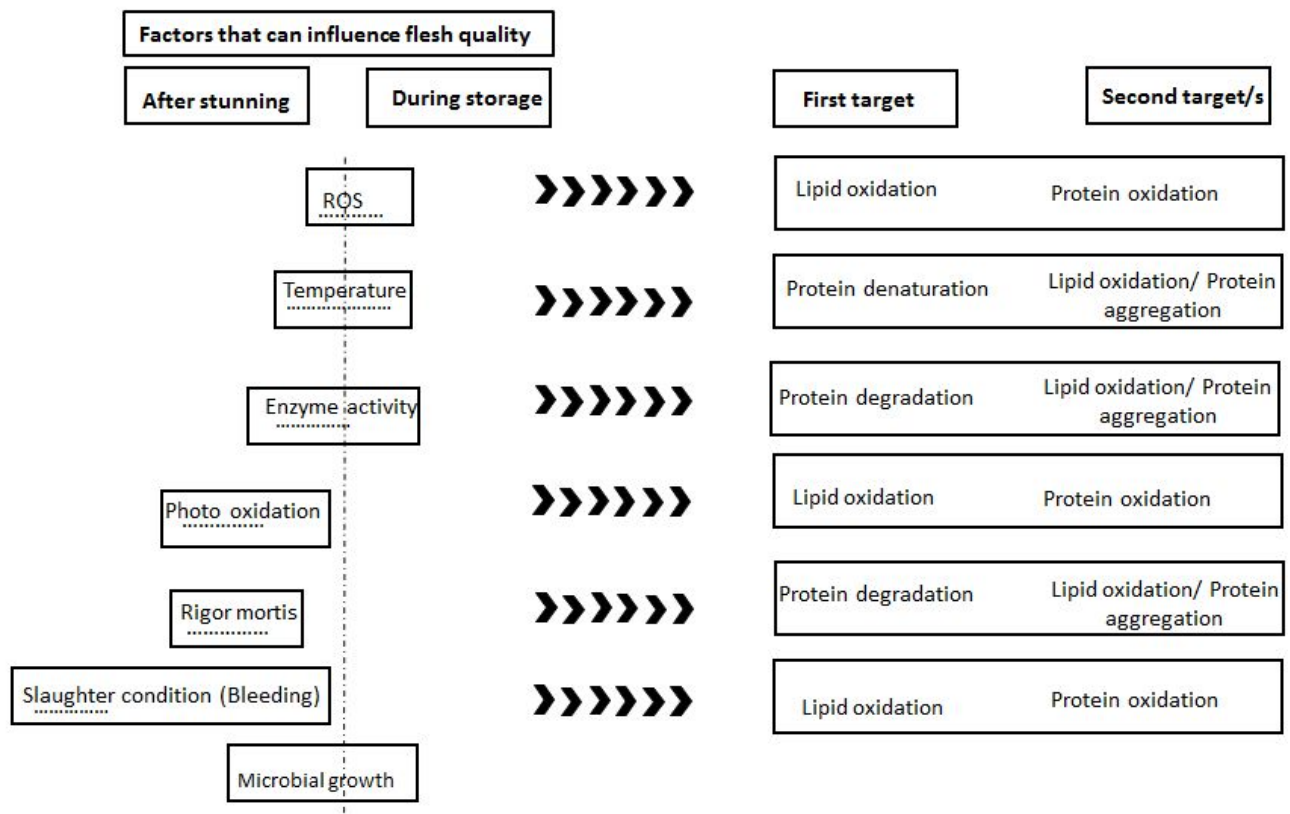 Factors that can influence flesh quality
After stunning
During storage
First target
Second target/s
ROS
Lipid oxidation
Protein oxidation
Temperature
Protein denaturation
Lipid oxidation/ Protein
aggregation
Enzyme activity
Protein degradation
Lipid oxidation/ Protein
aggregation
Photo oxidation
Lipid oxidation
Protein oxidation
Rigor mortis
Protein degradation
Lipid oxidation/ Protein
aggregation
Slaughter condition (Bleeding)
Lipid oxidation
Protein oxidation
Microbial growth